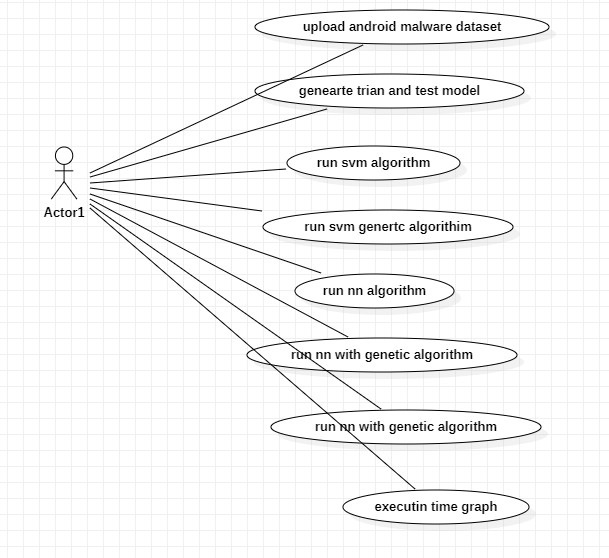 upload android malware dataset
genearte trian and test model
run svm algorithm
Actor1
run svm genertc algorithim
run nn algorithm
run nn with genetic algorithm
run nn with genetic algorithm
executin time graph